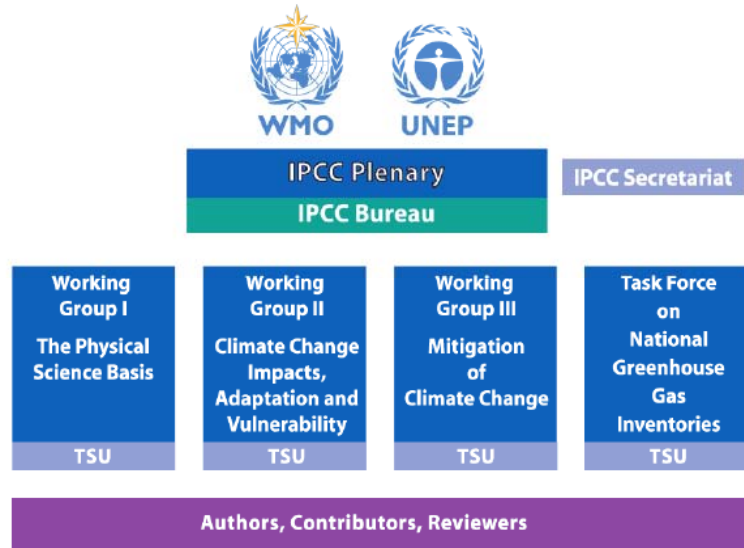 WMO
UNEP
IPCC Plenary
IPCC Secretariat
IPCC Bureau
Working
Group I
The Physical
Science Basis
TSU
Working
Group II
Climate Change
Impacts,
Adaptation and
Vulnerability
TSU
Working
Group III
Mitigation
of
Climate Change
TSU
Task Force
on
National
Greenhouse
Gas
Inventories
TSU
Authors, Contributors, Reviewers